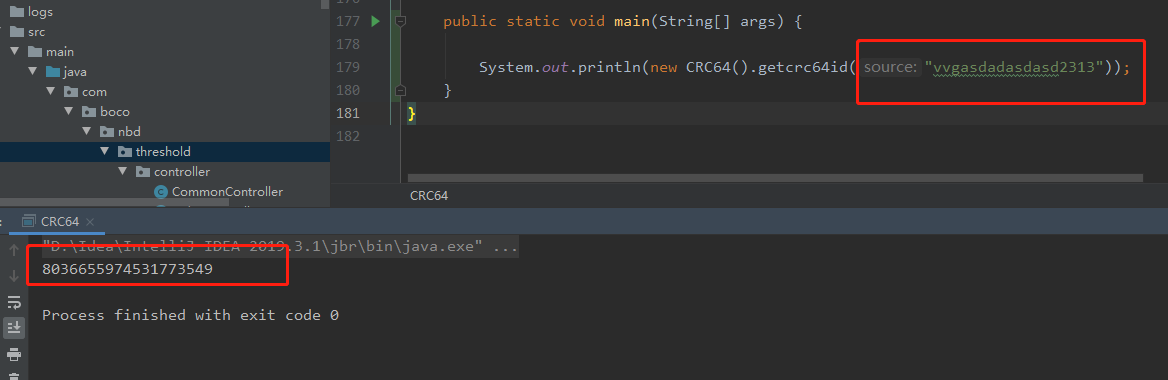 logs
src
main
java
com
boco
nbd
threshold
controller
CommonController
177 public static void main(String[] args) {
178
179 System.out.println(new CRC64().getcrc64id( source: "vvgasdadasdasd2313"));
180 }
181 }
182
CRC64
CRC64 ×
"D:\Idea\IntelliJ IDEA 2019.3.1\jbr\bin\java.exe" ...
8036655974531773549
Process finished with exit code 0